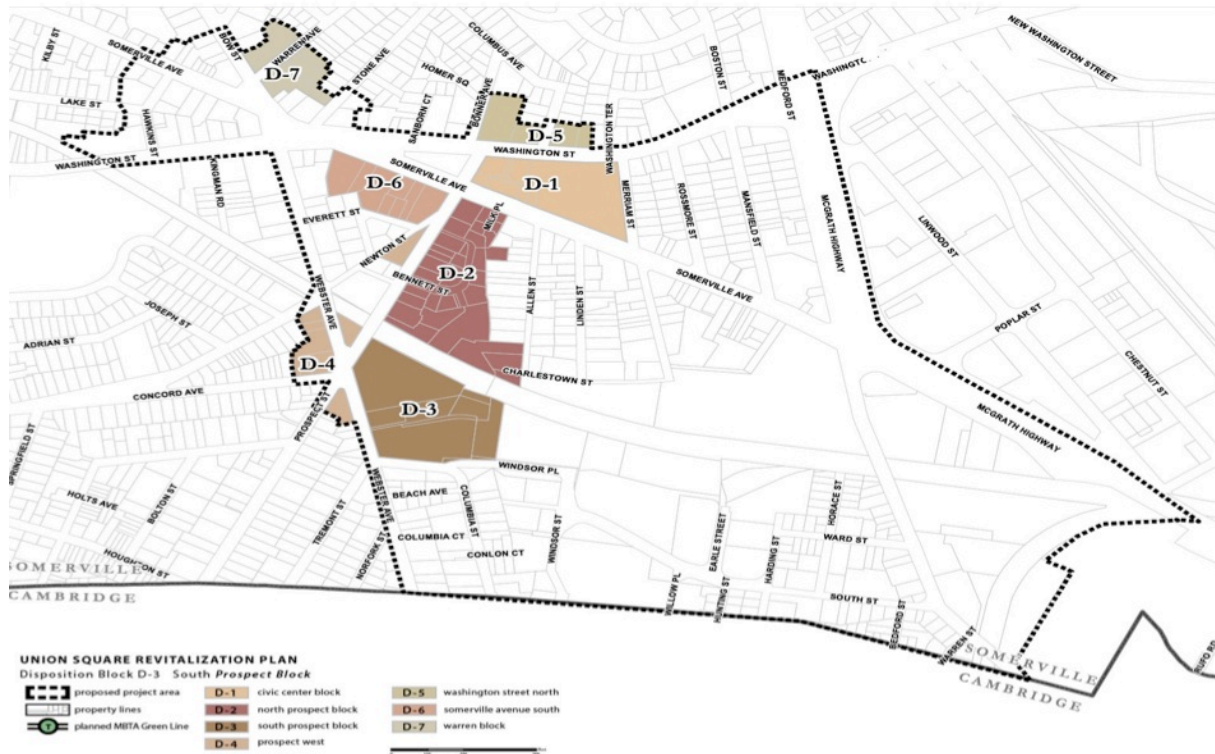 KILBY ST
SOMERVILLE AVE
BOW ST
WARREN AVE
D-7
STONE AVE
COLUMBUS AVE
HOMER SQ
BONNER AVE
SANBORN CT
BOSTON ST
MEDFORD ST
WASHINGTON
NEW WASHINGTON STREET
LAKE ST
HAWKINS ST
D-5
WASHINGTON TER
WASHINGTON ST
WASHINGTON ST
KINGMAN RD
SOMERVILLE AVE
D-6
D-1
MERRIAM ST
ROSSMORE ST
MANSFIELD ST
MCGRATH HIGHWAY
LINWOOD ST
EVERETT ST
MILK PL
NEWTON ST
D-2
BENNETT ST
ALLEN ST
LINDEN ST
SOMERVILLE AVE
WEBSTER AVE
JOSEPH ST
ADRIAN ST
POPLAR ST
CHESTNUT ST
D-4
CHARLESTOWN ST
CONCORD AVE
PROSPECT ST
D-3
MCGRATH HIGHWAY
SPRINGFIELD ST
HOLTS AVE
BOLTON ST
TREMONT ST
WEBSTER AVE
WINDSOR PL
BEACH AVE
COLUMBIA ST
COLUMBIA CT
CONLON CT
WINDSOR ST
NORFORK ST
HOUGHTON ST
EARLE STREET
HORACE ST
WARD ST
HARDING ST
SOUTH ST
WILLOW PL
HUNTING ST
BEDFORD ST
WARREN ST
RUFO RD
SOMERVILLE
CAMBRIDGE
SOMERVILLE
CAMBRIDGE
UNION SQUARE REVITALIZATION PLAN
Disposition Block D-3 South Prospect Block
proposed project area
property lines
T planned MBTA Green Line
D-1 civic center block
D-2 north prospect block
D-3 south prospect block
D-4 prospect west
D-5 washington street north
D-6 somerville avenue south
D-7 warren block